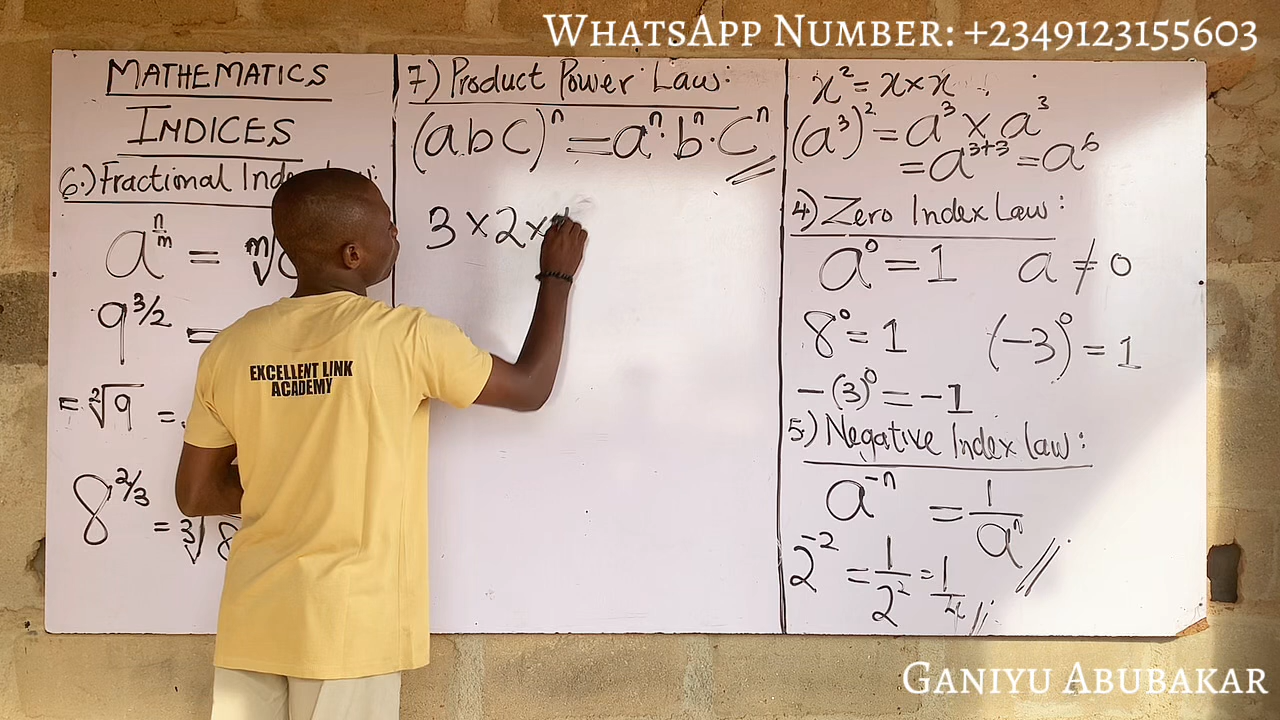 WhatsApp Number: +2349123155603
MATHEMATICS
INDICES
6.) Fractional
a^(n/m) = ᵐ√
9^(3/2) =
= ²√9 =
8^(2/3) = ³√8
7) Product Power Law:
(abc)ⁿ = aⁿ·bⁿ·cⁿ
3 × 2 ×
x² = x × x
(a³)² = a³ × a³
= a³⁺³ = a⁶
4) Zero Index Law:
a⁰ = 1 a ≠ 0
8⁰ = 1 (−3)⁰ = 1
−(3)⁰ = −1
5) Negative Index law:
a⁻ⁿ = 1/aⁿ //
2⁻² = 1/2² = 1/4 //
EXCELLENT LINK
ACADEMY
Ganiyu Abubakar